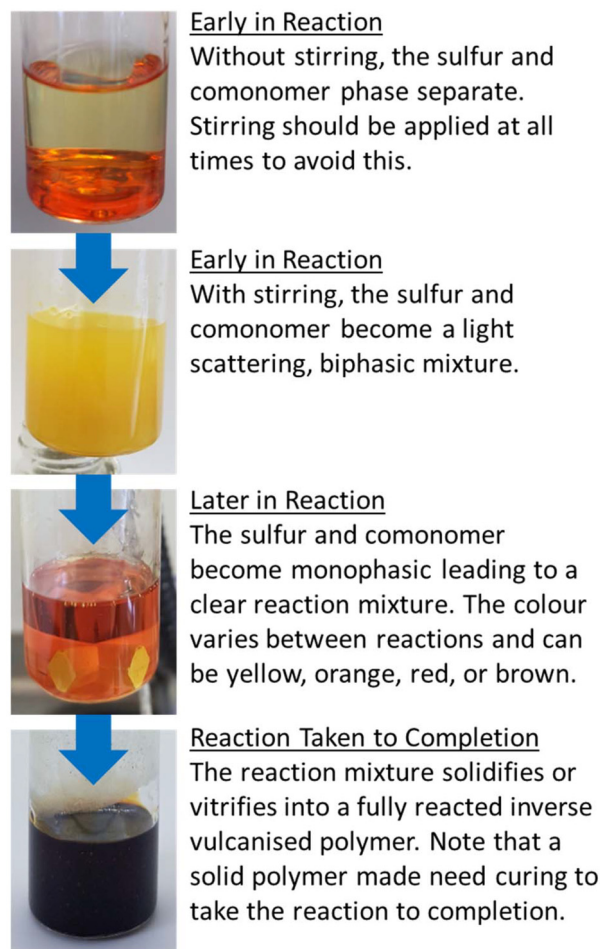 Early in Reaction
Without stirring, the sulfur and
comonomer phase separate.
Stirring should be applied at all
times to avoid this.
Early in Reaction
With stirring, the sulfur and
comonomer become a light
scattering, biphasic mixture.
Later in Reaction
The sulfur and comonomer
become monophasic leading to a
clear reaction mixture. The colour
varies between reactions and can
be yellow, orange, red, or brown.
Reaction Taken to Completion
The reaction mixture solidifies or
vitrifies into a fully reacted inverse
vulcanised polymer. Note that a
solid polymer made need curing to
take the reaction to completion.